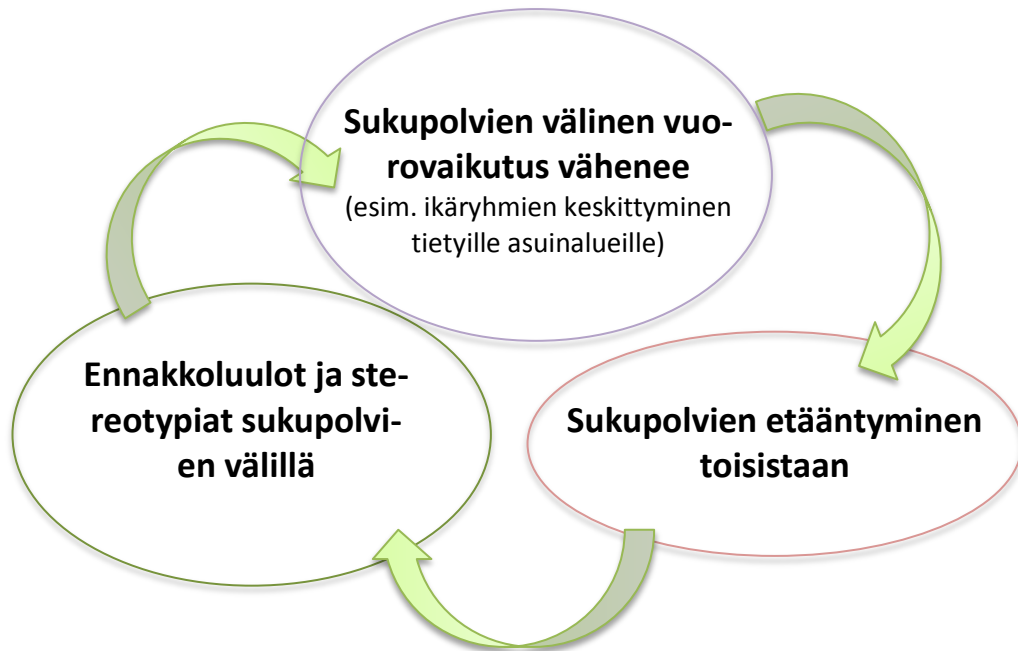 Sukupolvien välinen vuo-
rovaikutus vähenee
(esim. ikäryhmien keskittyminen
tietyille asuinalueille)
Ennakkoluulot ja ste-
reotypiat sukupolvi-
en välillä
Sukupolvien etääntyminen
toisistaan